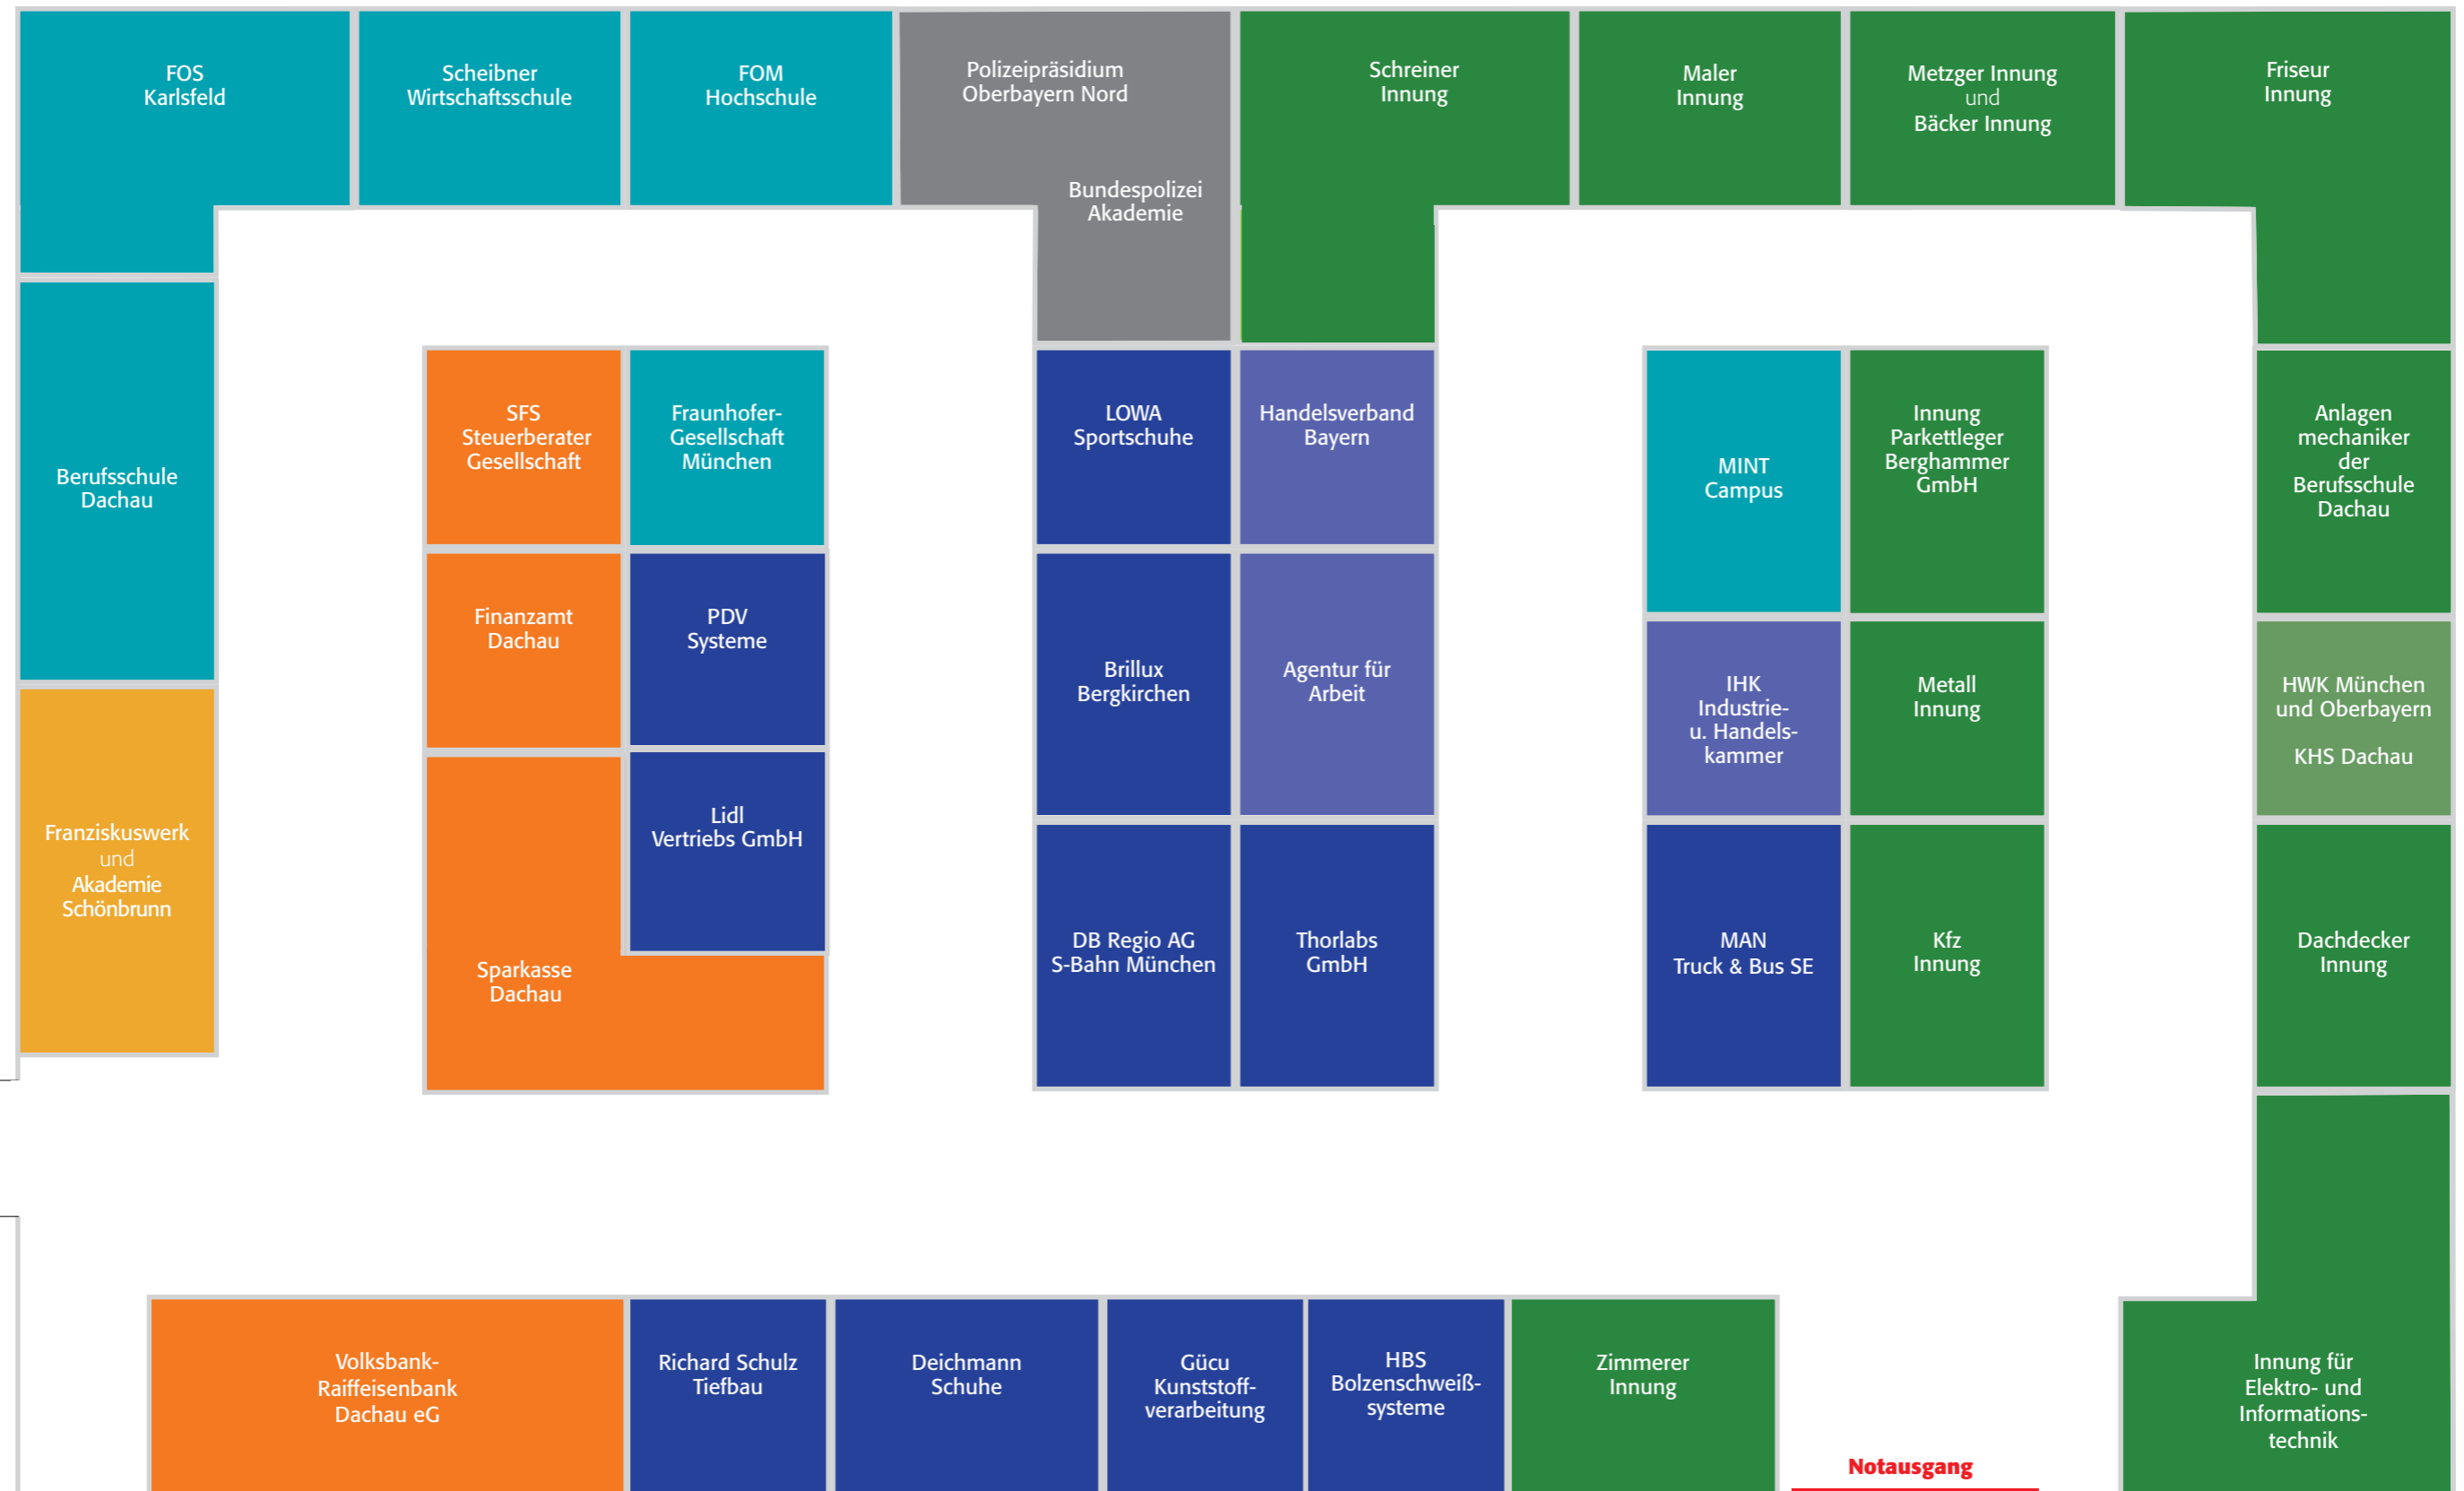 FOS
Karlsfeld
Scheibner
Wirtschaftsschule
FOM
Hochschule
Polizeipräsidium
Oberbayern Nord
Bundespolizei
Akademie
Schreiner
Innung
Maler
Innung
Metzger Innung
und
Bäcker Innung
Friseur
Innung
Berufsschule
Dachau
SFS
Steuerberater
Gesellschaft
Fraunhofer-
Gesellschaft
München
LOWA
Sportschuhe
Handelsverband
Bayern
MINT
Campus
Innung
Parkettleger
Berghammer
GmbH
Anlagen
mechaniker
der
Berufsschule
Dachau
Finanzamt
Dachau
PDV
Systeme
Brillux
Bergkirchen
Agentur für
Arbeit
IHK
Industrie-
u. Handels-
kammer
Metall
Innung
HWK München
und Oberbayern
KHS Dachau
Franziskuswerk
und
Akademie
Schönbrunn
Lidl
Vertriebs GmbH
Sparkasse
Dachau
DB Regio AG
S-Bahn München
Thorlabs
GmbH
MAN
Truck & Bus SE
Kfz
Innung
Dachdecker
Innung
Volksbank-
Raiffeisenbank
Dachau eG
Richard Schulz
Tiefbau
Deichmann
Schuhe
Gücu
Kunststoff-
verarbeitung
HBS
Bolzenschweiß-
systeme
Zimmerer
Innung
Innung für
Elektro- und
Informations-
technik
Notausgang